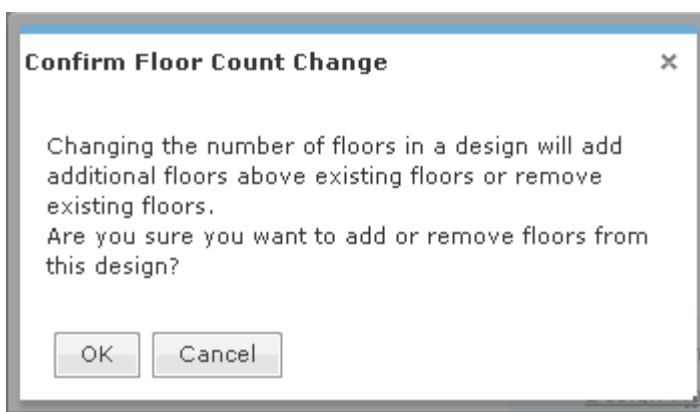 Confirm Floor Count Change
Changing the number of floors in a design will add
additional floors above existing floors or remove
existing floors.
Are you sure you want to add or remove floors from
this design?
OK
Cancel